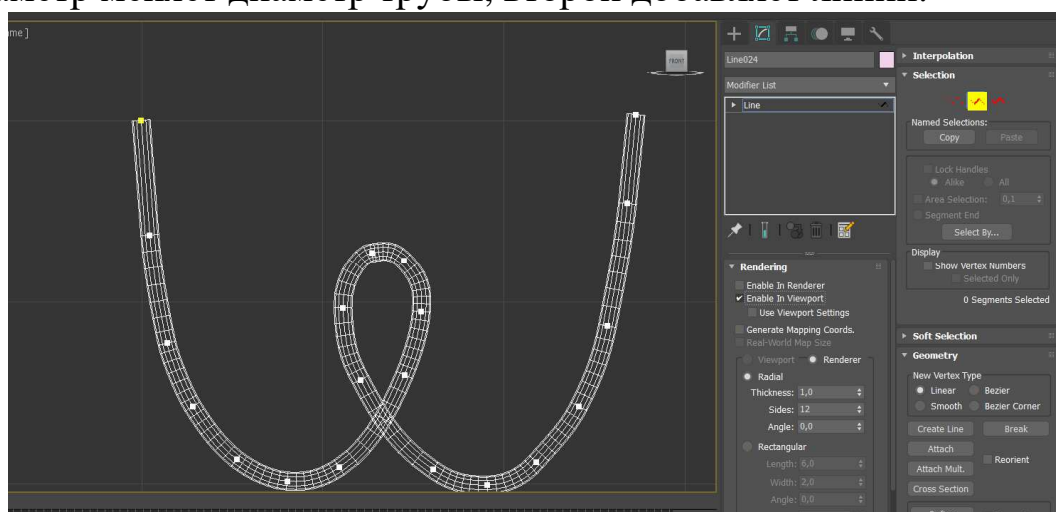 аметр меняет диаметр трубы, второй добавляет линии.
me ]
FRONT
Line024
Modifier List
Line
Rendering
Enable In Renderer
Enable In Viewport
Use Viewport Settings
Generate Mapping Coords.
Real-World Map Size
Viewport Renderer
Radial
Thickness: 1,0
Sides: 12
Angle: 0,0
Rectangular
Length: 6,0
Width: 2,0
Angle: 0,0
Interpolation
Selection
Named Selections:
Copy Paste
Lock Handles
Alike All
Area Selection: 0,1
Segment End
Select By...
Display
Show Vertex Numbers
Selected Only
0 Segments Selected
Soft Selection
Geometry
New Vertex Type
Linear Bezier
Smooth Bezier Corner
Create Line Break
Attach
Reorient
Attach Mult.
Cross Section